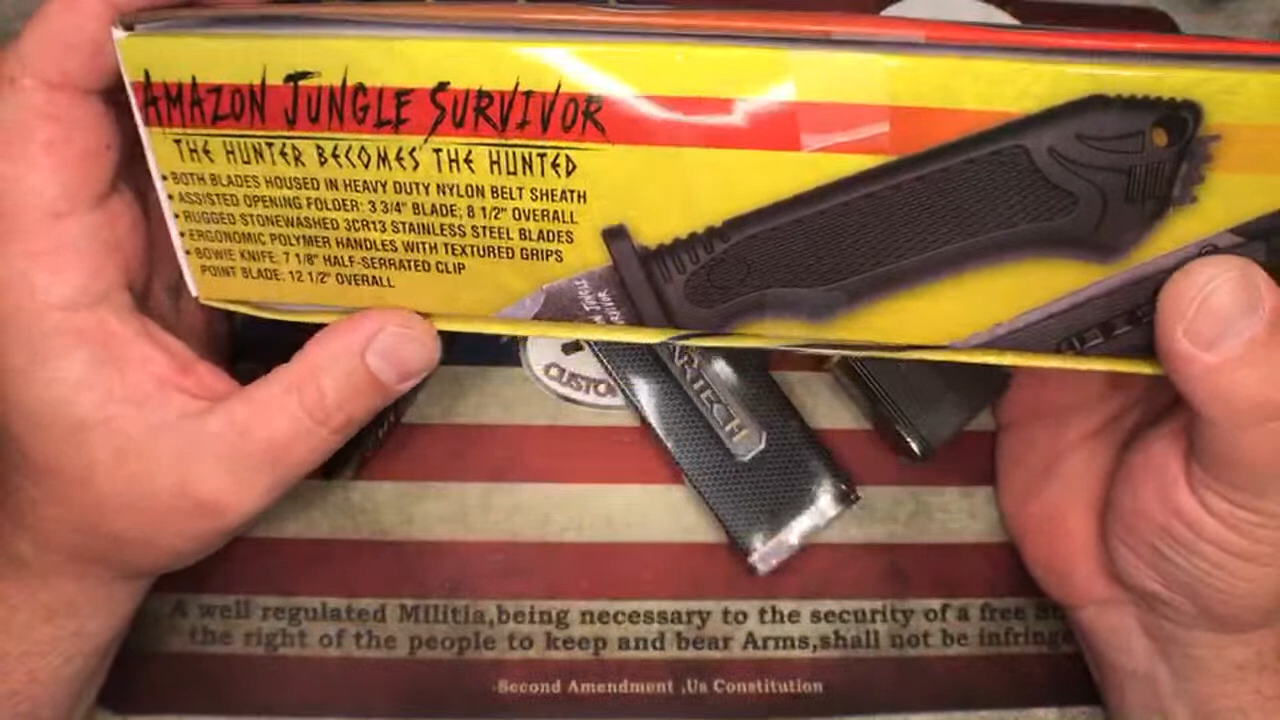 AMAZON JUNGLE SURVIVOR
THE HUNTER BECOMES THE HUNTED
• BOTH BLADES HOUSED IN HEAVY DUTY NYLON BELT SHEATH
• ASSISTED OPENING FOLDER: 3 3/4" BLADE; 8 1/2" OVERALL
• RUGGED STONEWASHED 3CR13 STAINLESS STEEL BLADES
• ERGONOMIC POLYMER HANDLES WITH TEXTURED GRIPS
• BOWIE KNIFE: 7 1/8" HALF-SERRATED CLIP
POINT BLADE; 12 1/2" OVERALL
JUNGLE
A well regulated Militia,being necessary to the security of a free
the right of the people to keep and bear Arms,shall not be infringe
-Second Amendment ,Us Constitution